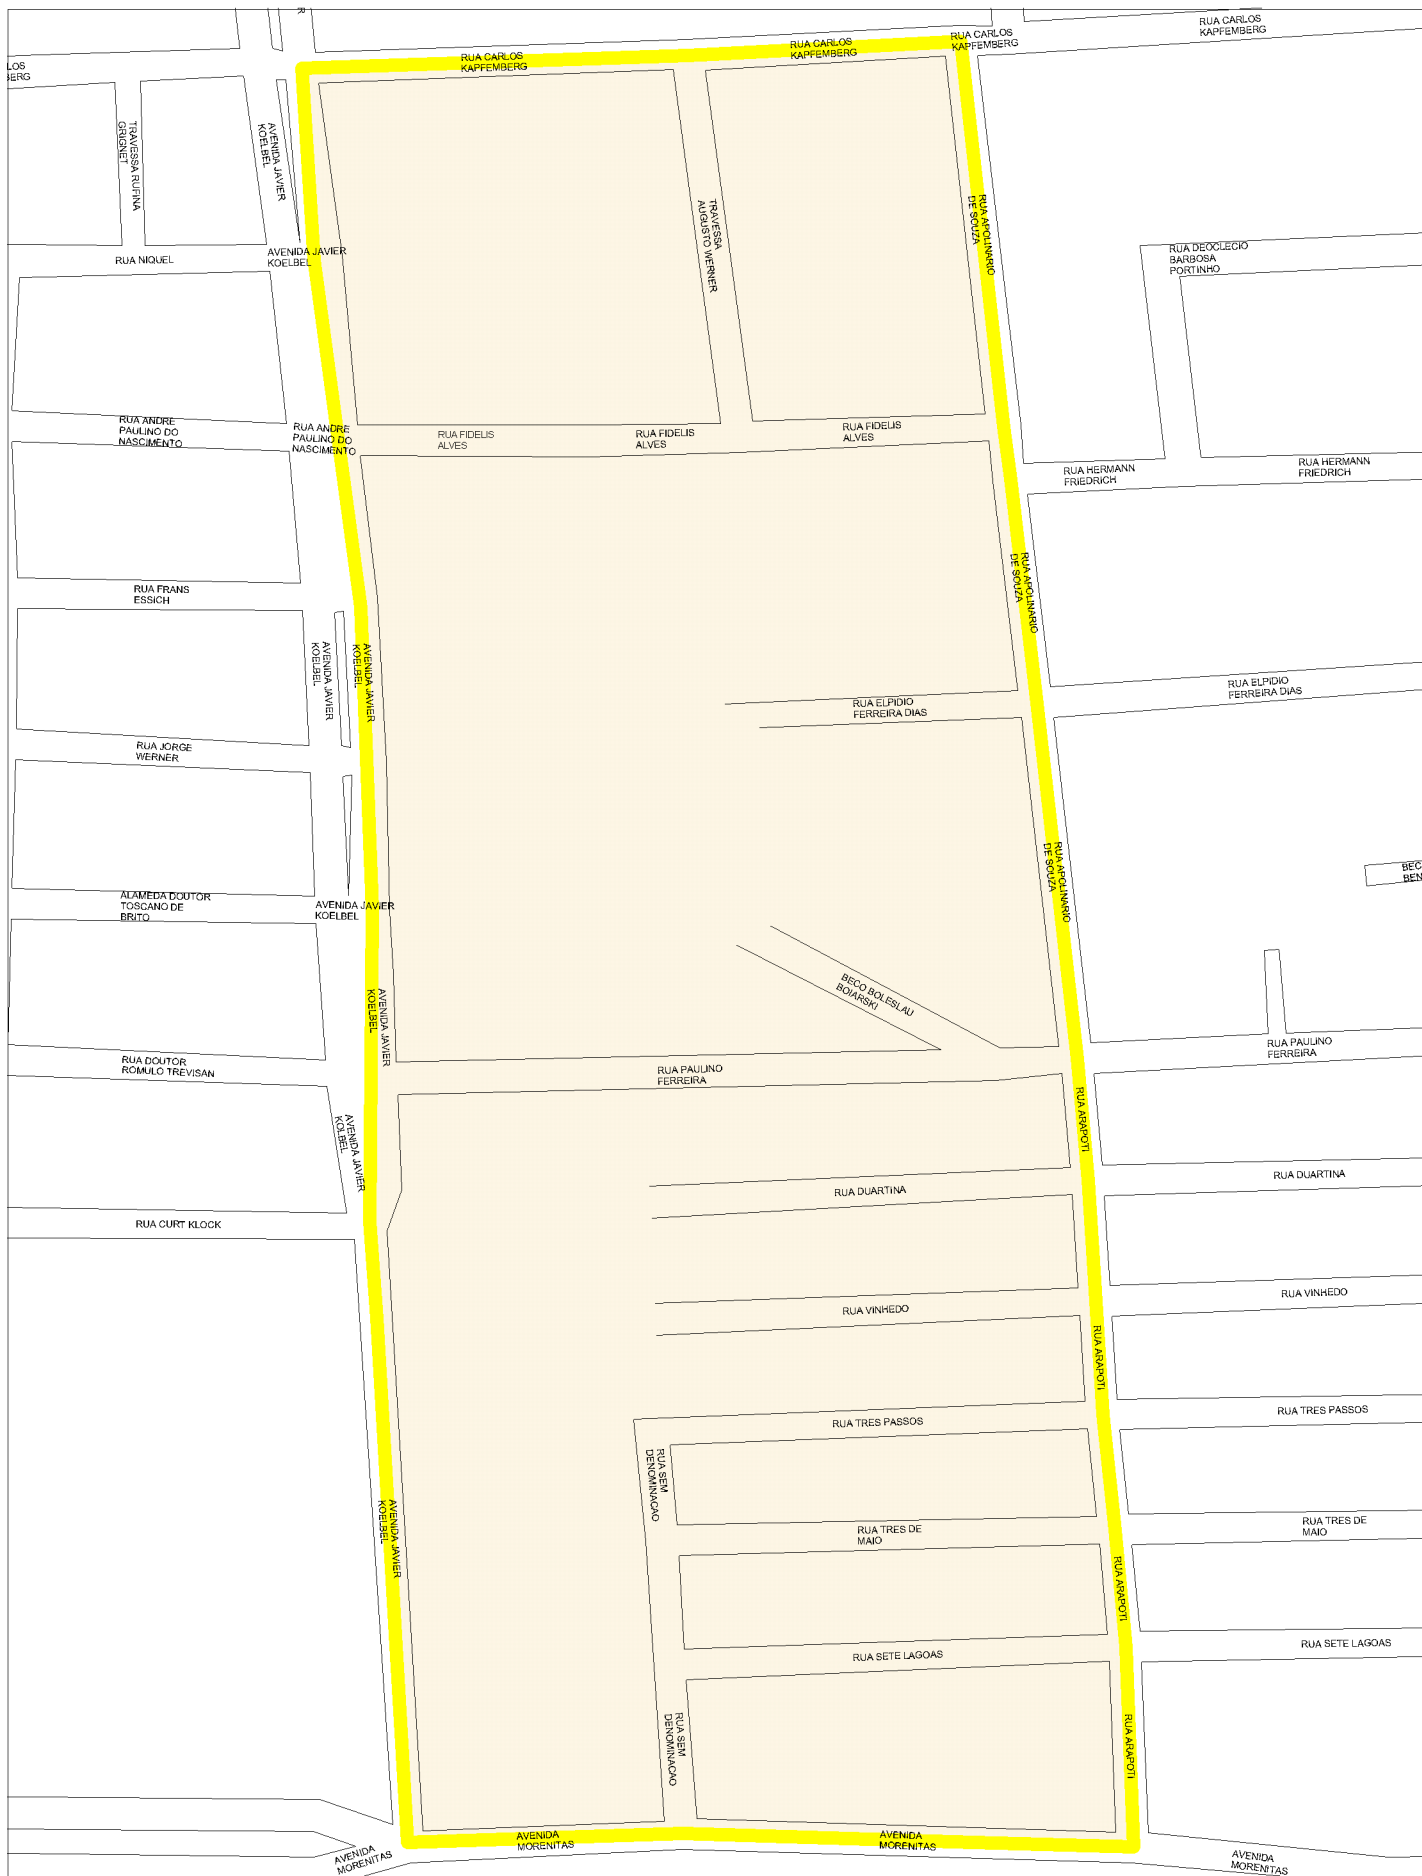 R
RUA CARLOS
KAPFEMBERG
RUA CARLOS
KAPFEMBERG
RUA CARLOS
KAPFEMBERG
RUA CARLOS
KAPFEMBERG
LOS
BERG
TRAVESSA RUFINA
GRIGNET
AVENIDA JAVIER
KOELBEL
TRAVESSA
AUGUSTO WERNER
RUA APOLINARIO
DE SOUZA
RUA DEOCLECIO
BARBOSA
PORTINHO
RUA NIQUEL
AVENIDA JAVIER
KOELBEL
RUA ANDRE
PAULINO DO
NASCIMENTO
RUA ANDRE
PAULINO DO
NASCIMENTO
RUA FIDELIS
ALVES
RUA FIDELIS
ALVES
RUA FIDELIS
ALVES
RUA HERMANN
FRIEDRICH
RUA HERMANN
FRIEDRICH
RUA APOLINARIO
DE SOUZA
RUA FRANS
ESSICH
AVENIDA JAVIER
KOELBEL
AVENIDA JAVIER
KOELBEL
RUA ELPIDIO
FERREIRA DIAS
RUA ELPIDIO
FERREIRA DIAS
RUA JORGE
WERNER
RUA APOLINARIO
DE SOUZA
BEC
BEN
ALAMEDA DOUTOR
TOSCANO DE
BRITO
AVENIDA JAVIER
KOELBEL
BECO BOLESLAU
BOIARSKI
AVENIDA JAVIER
KOELBEL
RUA DOUTOR
ROMULO TREVISAN
RUA PAULINO
FERREIRA
RUA PAULINO
FERREIRA
AVENIDA JAVIER
KOLBEL
RUA ARAPOTI
RUA DUARTINA
RUA DUARTINA
RUA CURT KLOCK
RUA VINHEDO
RUA VINHEDO
RUA ARAPOTI
RUA TRES PASSOS
RUA TRES PASSOS
RUA SEM
DENOMINACAO
AVENIDA JAVIER
KOELBEL
RUA TRES DE
MAIO
RUA TRES DE
MAIO
RUA ARAPOTI
RUA SETE LAGOAS
RUA SETE LAGOAS
RUA SEM
DENOMINACAO
RUA ARAPOTI
AVENIDA
MORENITAS
AVENIDA
MORENITAS
AVENIDA
MORENITAS
AVENIDA
MORENITAS